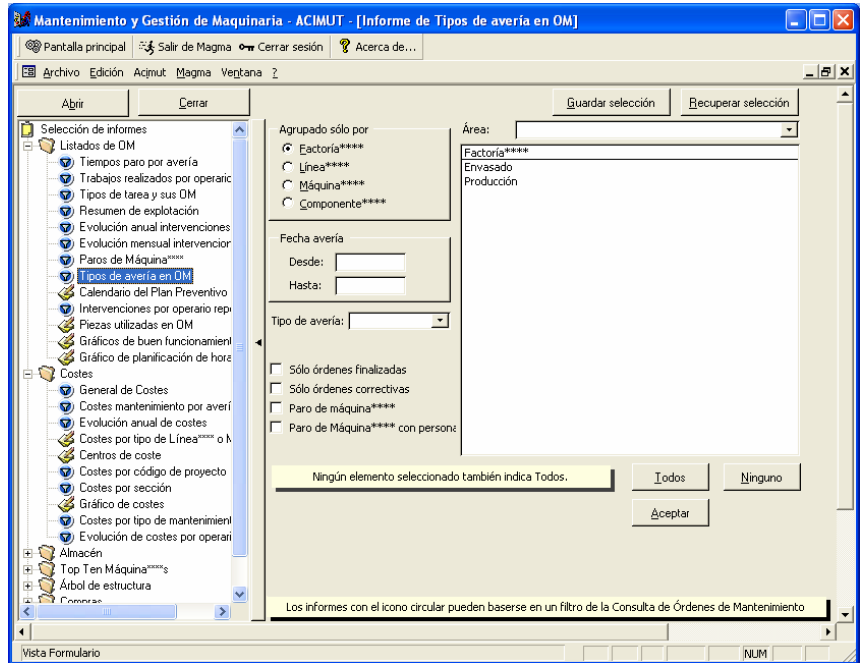 Mantenimiento y Gestión de Maquinaria - ACIMUT - [Informe de Tipos de avería en OM]
Pantalla principal Salir de Magma Cerrar sesión Acerca de...
Archivo Edición Acimut Magma Ventana ?
Abrir Cerrar
Guardar selección Recuperar selección
Selección de informes
Listados de OM
Tiempos paro por avería
Trabajos realizados por operaric
Tipos de tarea y sus OM
Resumen de explotación
Evolución anual intervenciones
Evolución mensual intervencior
Paros de Máquina****
Tipos de avería en OM
Calendario del Plan Preventivo
Intervenciones por operario repo
Piezas utilizadas en OM
Gráficos de buen funcionamient
Gráfico de planificación de hora
Costes
General de Costes
Costes mantenimiento por averí
Evolución anual de costes
Costes por tipo de Línea**** o M
Centros de coste
Costes por código de proyecto
Costes por sección
Gráfico de costes
Costes por tipo de mantenimient
Evolución de costes por operari
Almacén
Top Ten Máquina****s
Árbol de estructura
Compras
Agrupado sólo por
Factoría****
Línea****
Máquina****
Componente****
Fecha avería
Desde:
Hasta:
Tipo de avería:
Sólo órdenes finalizadas
Sólo órdenes correctivas
Paro de máquina****
Paro de Máquina**** con persona
Área:
Factoría****
Envasado
Producción
Ningún elemento seleccionado también indica Todos.
Todos Ninguno
Aceptar
Los informes con el icono circular pueden baserse en un filtro de la Consulta de Órdenes de Mantenimiento
Vista Formulario NUM